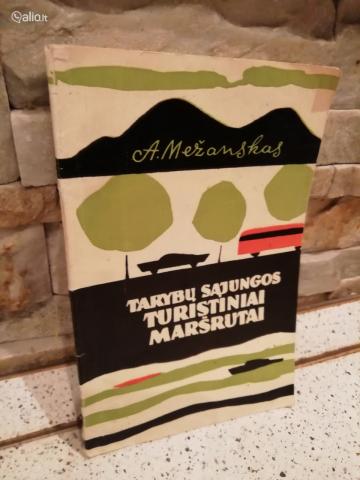 alio.lt
A. Mežanskas
TARYBŲ SĄJUNGOS
TURISTINIAI
MARŠRUTAI